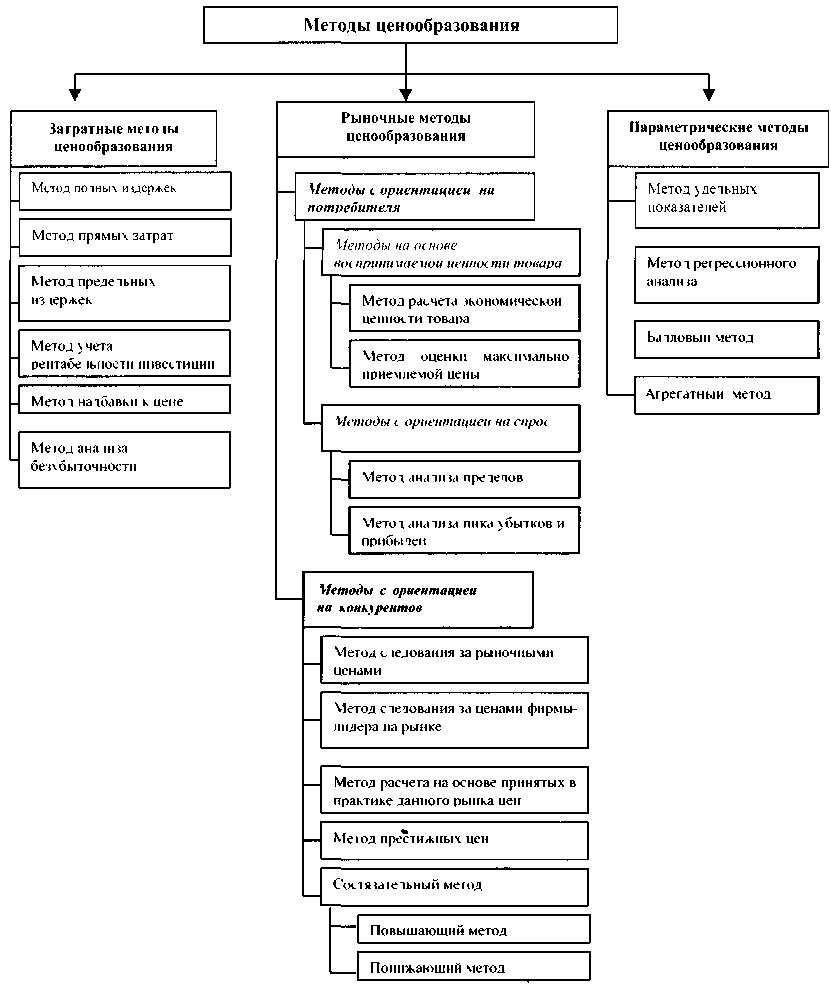 Методы ценообразования
Затратные методы
ценообразования
Метод полных издержек
Метод прямых затрат
Метод предельных
издержек
Метод учета
рентабельности инвестиции
Метод надбавки к цене
Метод анализа
безубыточности
Рыночные методы
ценообразования
Методы с ориентацией на
потребителя
Методы на основе
воспринимаемой ценности товара
Метод расчета экономической
ценности товара
Метод оценки максимально
приемлемой цены
Методы с ориентацией на спрос
Метод анализа пределов
Метод анализа пика убытков и
прибылей
Методы с ориентацией
на конкурентов
Метод следования за рыночными
ценами
Метод следования за ценами фирмы-
лидера на рынке
Метод расчета на основе принятых в
практике данного рынка цен
Метод престижных цен
Состязательный метод
Повышающий метод
Понижающий метод
Параметрические методы
ценообразования
Метод удельных
показателей
Метод регрессионного
анализа
Балловый метод
Агрегатный метод